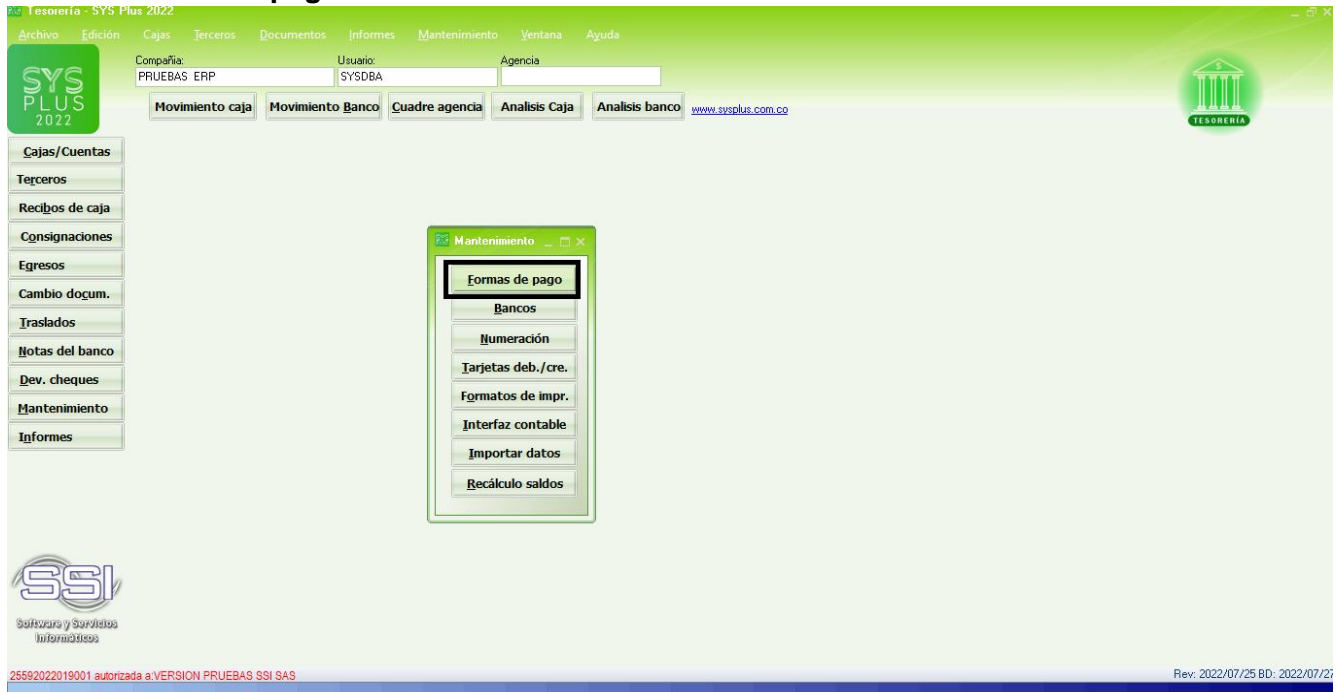 Tesorería - SYS Plus 2022
Archivo Edición Cajas Terceros Documentos Informes Mantenimiento Ventana Ayuda
Compañia: Usuario: Agencia
PRUEBAS ERP SYSDBA
SYS
PLUS
2022
Movimiento caja Movimiento Banco Cuadre agencia Analisis Caja Analisis banco www.sysplus.com.co
TESORERÍA
Cajas/Cuentas
Terceros
Recibos de caja
Consignaciones
Egresos
Cambio docum.
Traslados
Notas del banco
Dev. cheques
Mantenimiento
Informes
Mantenimiento
Formas de pago
Bancos
Numeración
Tarjetas deb./cre.
Formatos de impr.
Interfaz contable
Importar datos
Recálculo saldos
SSI
Software y Servicios
Informáticos
25592022019001 autorizada a:VERSION PRUEBAS SSI SAS
Rev: 2022/07/25 BD: 2022/07/27